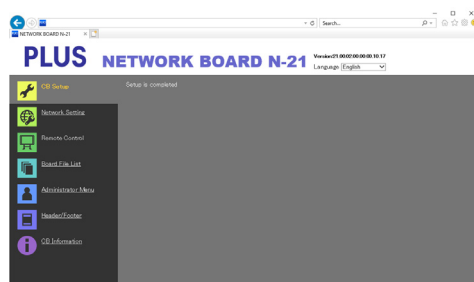 Search...
NETWORK BOARD N-21
PLUS NETWORK BOARD N-21
Version:21.00.02.00.00.00.10.17
Language: English
CB Setup
Setup is completed
Network Setting
Remote Control
Board File List
Administrator Menu
Header/Footer
CB Information